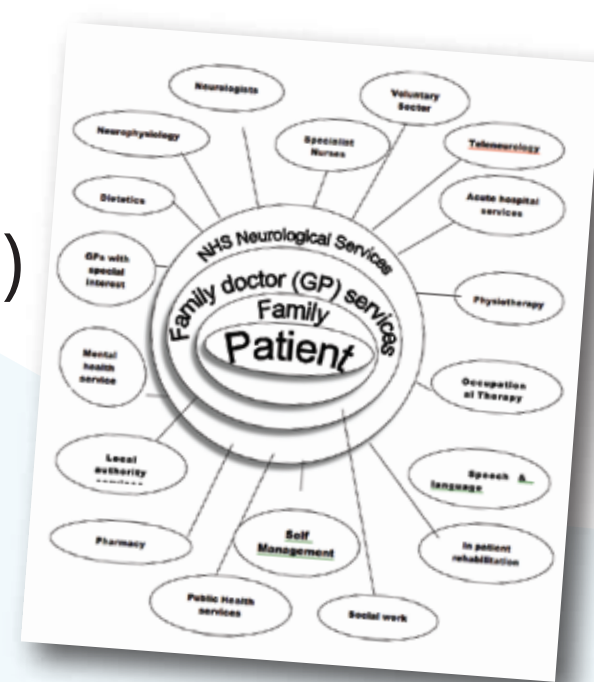 )
Neurologists
Voluntary
Sector
Neurophysiology
Specialist
Nurses
Teleneurology
Dietetics
Acute hospital
services
GPs with
special
interest
NHS Neurological Services
Family doctor (GP) services
Family
Patient
Physiotherapy
Mental
health
service
Occupation
al Therapy
Local
authority
Speech &
language
Pharmacy
Self
Management
In patient
rehabilitation
Public Health
services
Social work